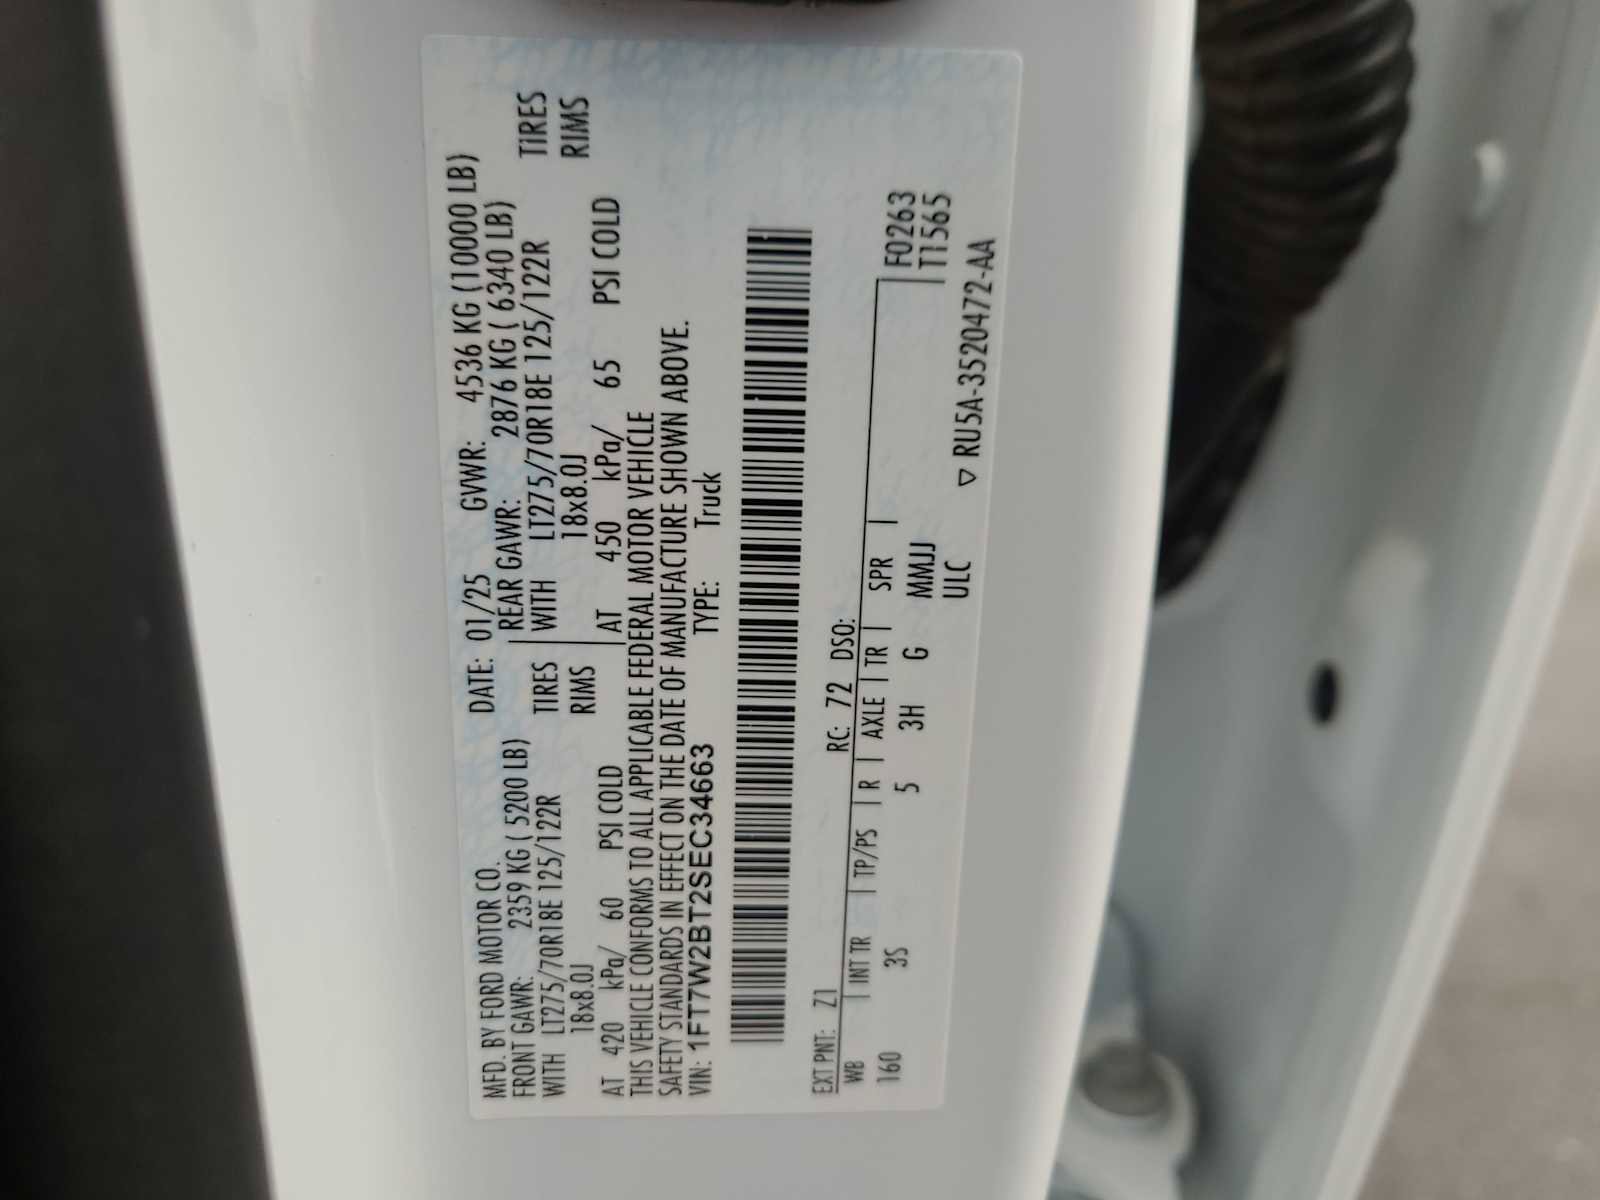 MFD. BY FORD MOTOR CO. DATE: 01/25 GVWR: 4536 KG (10000 LB)
FRONT GAWR: 2359 KG ( 5200 LB) REAR GAWR: 2876 KG ( 6340 LB)
WITH LT275/70R18E 125/122R TIRES WITH LT275/70R18E 125/122R TIRES
18x8.0J RIMS 18x8.0J RIMS
AT 420 kPa/ 60 PSI COLD AT 450 kPa/ 65 PSI COLD
THIS VEHICLE CONFORMS TO ALL APPLICABLE FEDERAL MOTOR VEHICLE
SAFETY STANDARDS IN EFFECT ON THE DATE OF MANUFACTURE SHOWN ABOVE.
VIN: 1FT7W2BT2SEC34663 TYPE: Truck
EXT PNT: Z1 RC: 72 DSO:
WB | INT TR | TP/PS | R | AXLE | TR | SPR | F0263
160 3S 5 3H G MMJJ T1565
ULC ▽ RU5A-3520472-AA